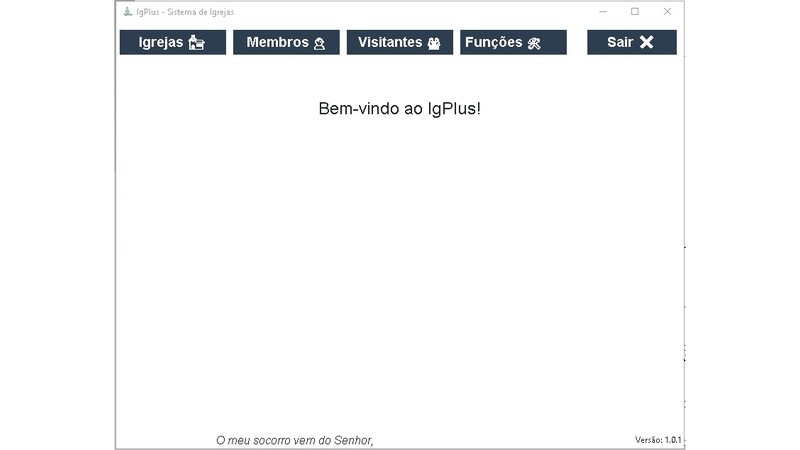 IgPlus - Sistema de Igrejas
Igrejas Membros Visitantes Funções Sair
Bem-vindo ao IgPlus!
O meu socorro vem do Senhor,
Versão: 1.0.1